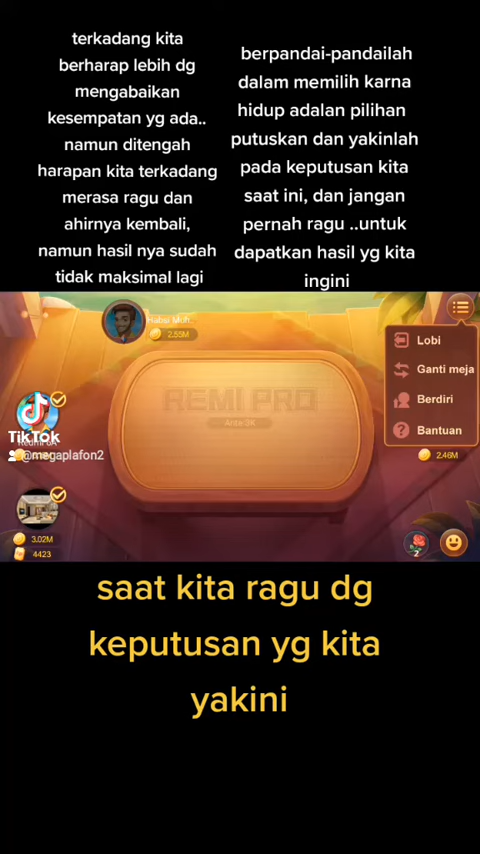 terkadang kita
berharap lebih dg
mengabaikan
kesempatan yg ada..
namun ditengah
harapan kita terkadang
merasa ragu dan
ahirnya kembali,
namun hasil nya sudah
tidak maksimal lagi
berpandai-pandailah
dalam memilih karna
hidup adalan pilihan
putuskan dan yakinlah
pada keputusan kita
saat ini, dan jangan
pernah ragu ..untuk
dapatkan hasil yg kita
ingini
2.55M
Lobi
Ganti meja
Berdiri
Bantuan
REMI PRO
TikTok
@megaplafon2
2.46M
3.02M
4423
2
saat kita ragu dg
keputusan yg kita
yakini